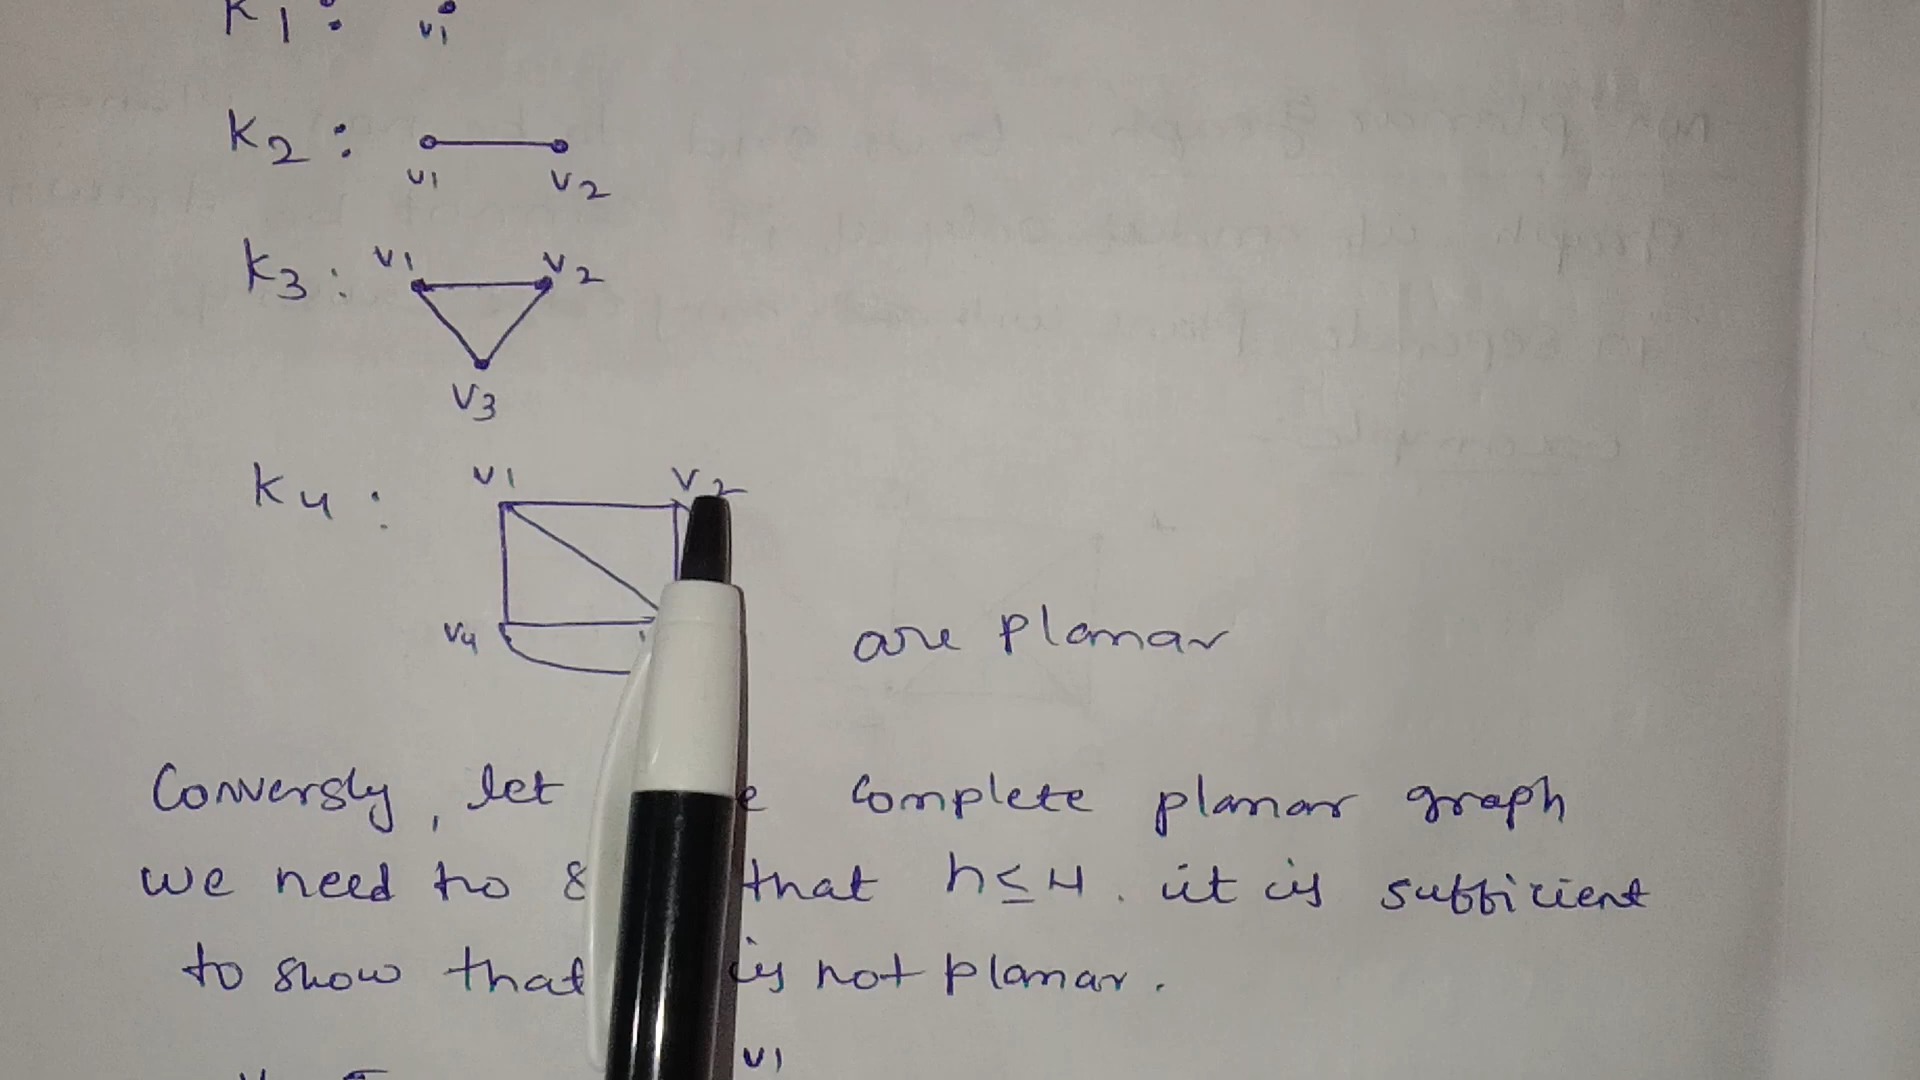 K1: v1
K2: v1 v2
K3: v1 v2
v3
K4: v1 v2
v4 are planar
Conversly, let complete planar graph
we need to that n≤4. it is sufficient
to show that is not planar.
v1